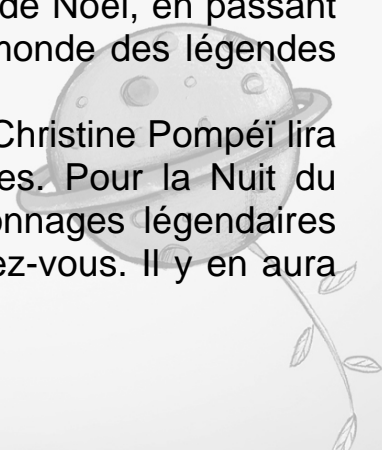 de Noël, en passant
monde des légendes
Christine Pompéï lira
es. Pour la Nuit du
onnages légendaires
ez-vous. Il y en aura